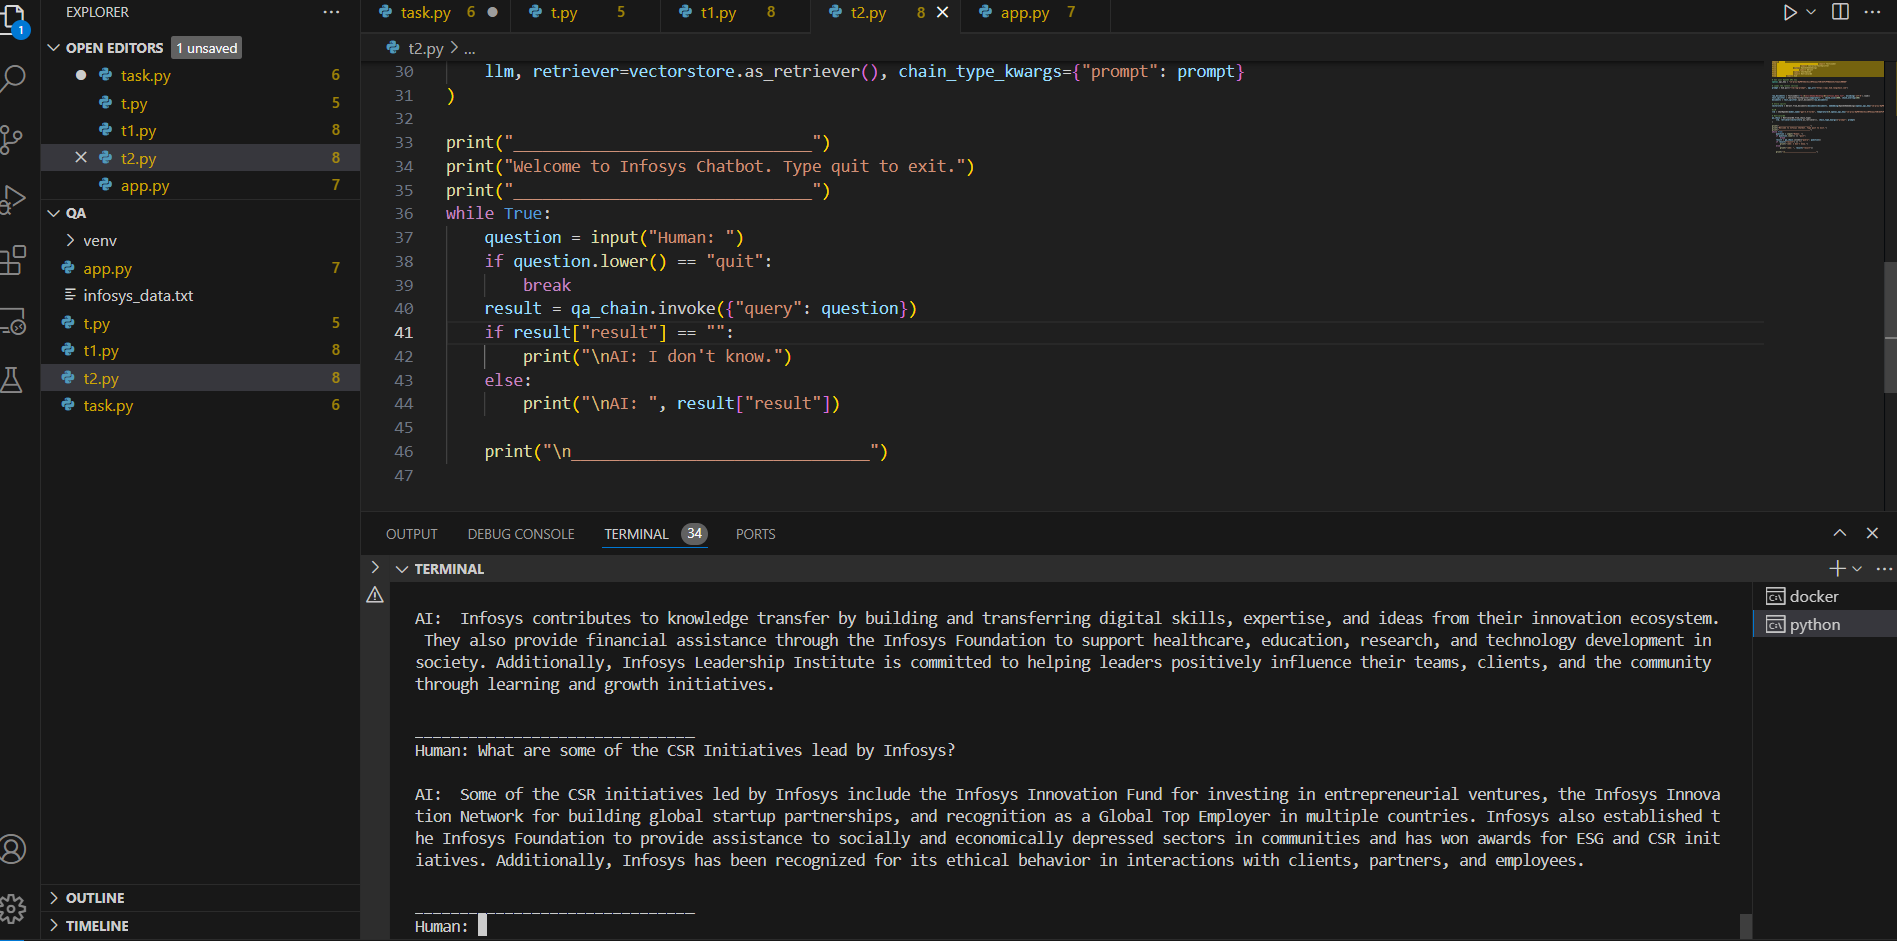 1
EXPLORER ...
OPEN EDITORS 1 unsaved
task.py 6
t.py 5
t1.py 8
t2.py 8
app.py 7
QA
venv
app.py 7
infosys_data.txt
t.py 5
t1.py 8
t2.py 8
task.py 6
OUTLINE
TIMELINE
task.py 6 t.py 5 t1.py 8 t2.py 8 app.py 7
t2.py > ...
30 llm, retriever=vectorstore.as_retriever(), chain_type_kwargs={"prompt": prompt}
31 )
32
33 print("_______________________________")
34 print("Welcome to Infosys Chatbot. Type quit to exit.")
35 print("_______________________________")
36 while True:
37 question = input("Human: ")
38 if question.lower() == "quit":
39 break
40 result = qa_chain.invoke({"query": question})
41 if result["result"] == "":
42 print("\nAI: I don't know.")
43 else:
44 print("\nAI: ", result["result"])
45
46 print("\n_______________________________")
47
OUTPUT DEBUG CONSOLE TERMINAL 34 PORTS
TERMINAL
AI:  Infosys contributes to knowledge transfer by building and transferring digital skills, expertise, and ideas from their innovation ecosystem.
They also provide financial assistance through the Infosys Foundation to support healthcare, education, research, and technology development in
society. Additionally, Infosys Leadership Institute is committed to helping leaders positively influence their teams, clients, and the community
through learning and growth initiatives.
_______________________________
Human: What are some of the CSR Initiatives lead by Infosys?
AI:  Some of the CSR initiatives led by Infosys include the Infosys Innovation Fund for investing in entrepreneurial ventures, the Infosys Innova
tion Network for building global startup partnerships, and recognition as a Global Top Employer in multiple countries. Infosys also established t
he Infosys Foundation to provide assistance to socially and economically depressed sectors in communities and has won awards for ESG and CSR init
iatives. Additionally, Infosys has been recognized for its ethical behavior in interactions with clients, partners, and employees.
_______________________________
Human:
docker
python